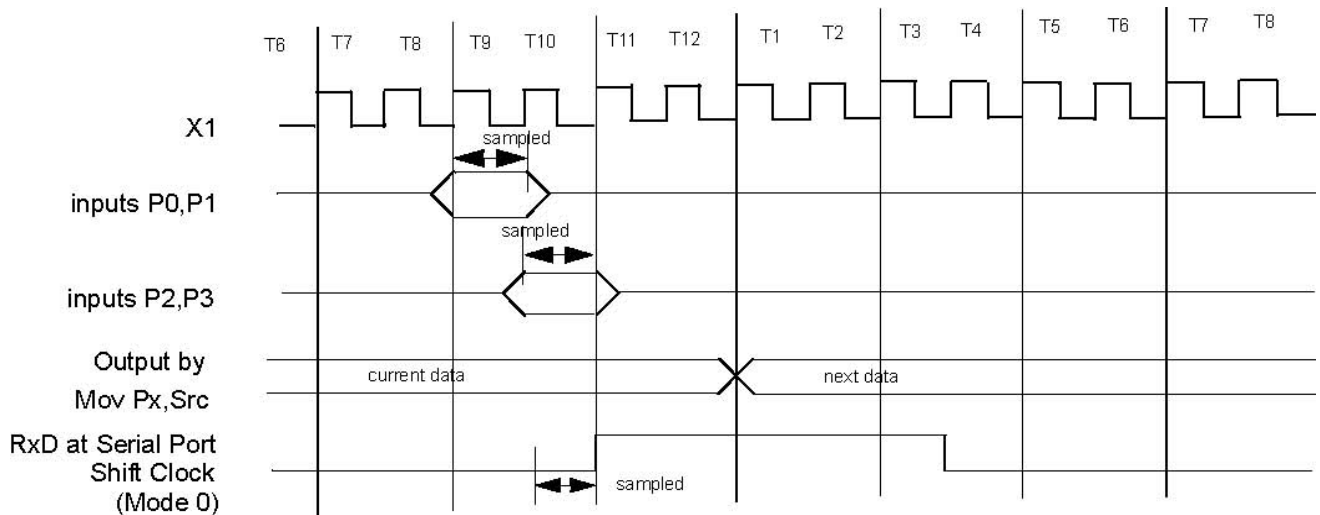 T6 T7 T8 T9 T10 T11 T12 T1 T2 T3 T4 T5 T6 T7 T8
X1
sampled
inputs P0,P1
sampled
inputs P2,P3
Output by
current data
next data
Mov Px,Src
RxD at Serial Port
Shift Clock
sampled
(Mode 0)